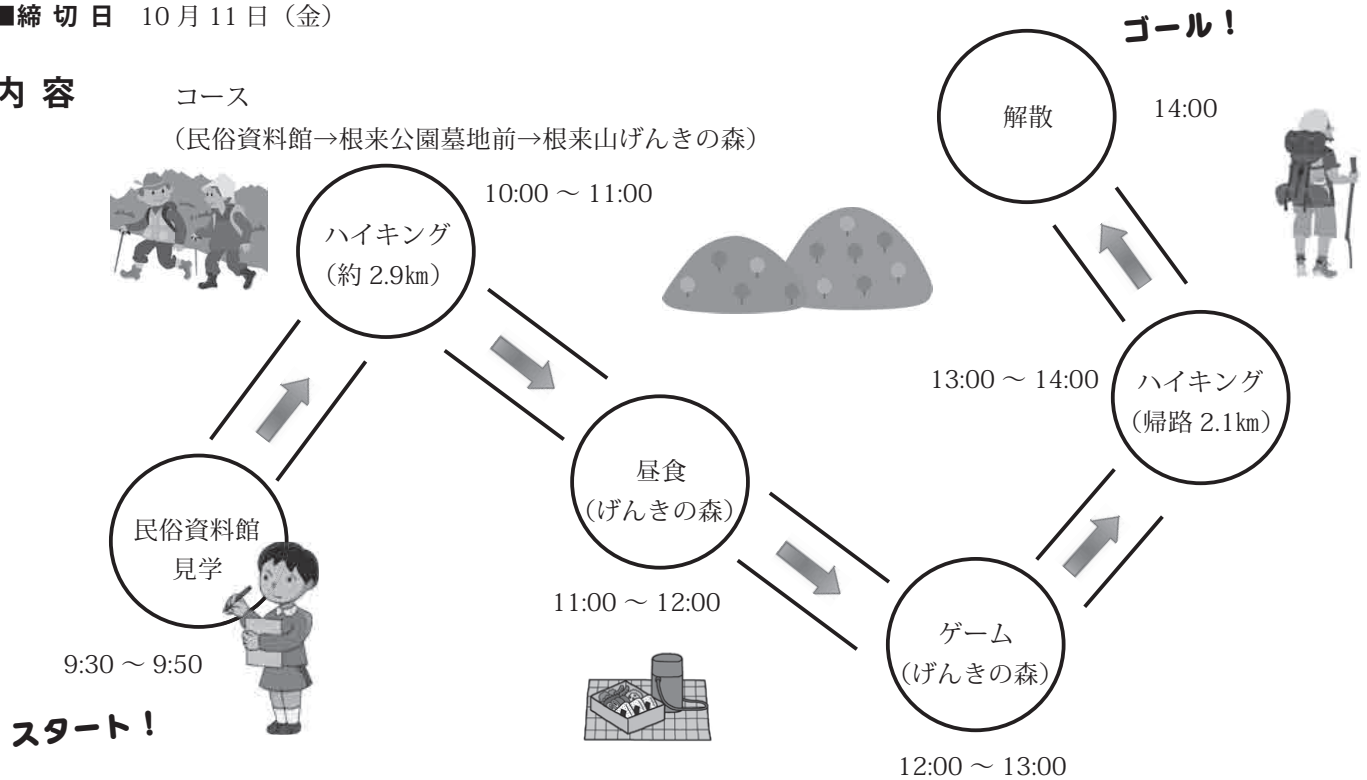 ■締切日 10月11日（金）
内容
コース
（民俗資料館→根来公園墓地前→根来山げんきの森）
スタート！
民俗資料館
見学
9:30 ～ 9:50
ハイキング
（約 2.9㎞）
10:00 ～ 11:00
昼食
（げんきの森）
11:00 ～ 12:00
ゲーム
（げんきの森）
12:00 ～ 13:00
ハイキング
（帰路 2.1㎞）
13:00 ～ 14:00
解散
14:00
ゴール！